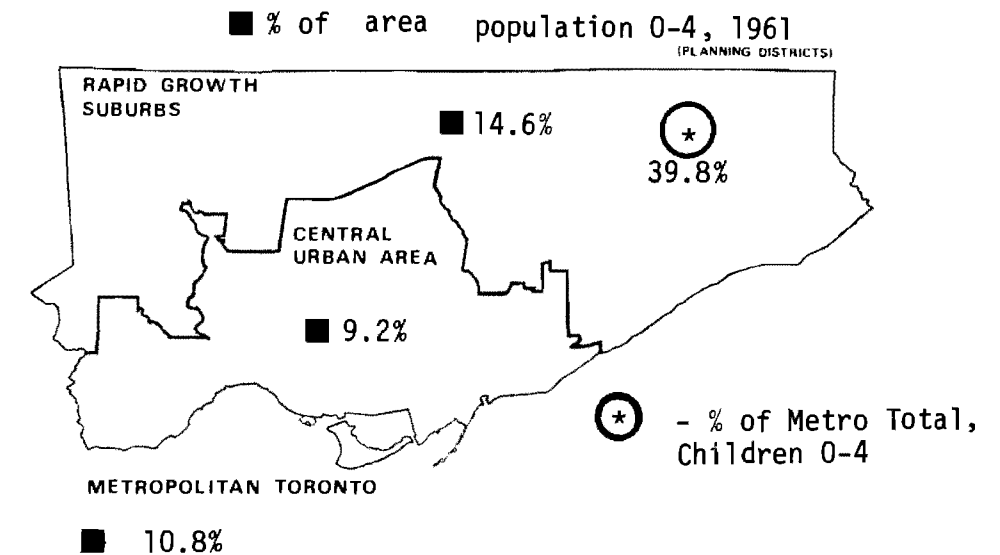 ■ % of area population 0-4, 1961
(PLANNING DISTRICTS)
RAPID GROWTH
SUBURBS
■ 14.6%
*
39.8%
CENTRAL
URBAN AREA
■ 9.2%
* - % of Metro Total,
Children 0-4
METROPOLITAN TORONTO
■ 10.8%